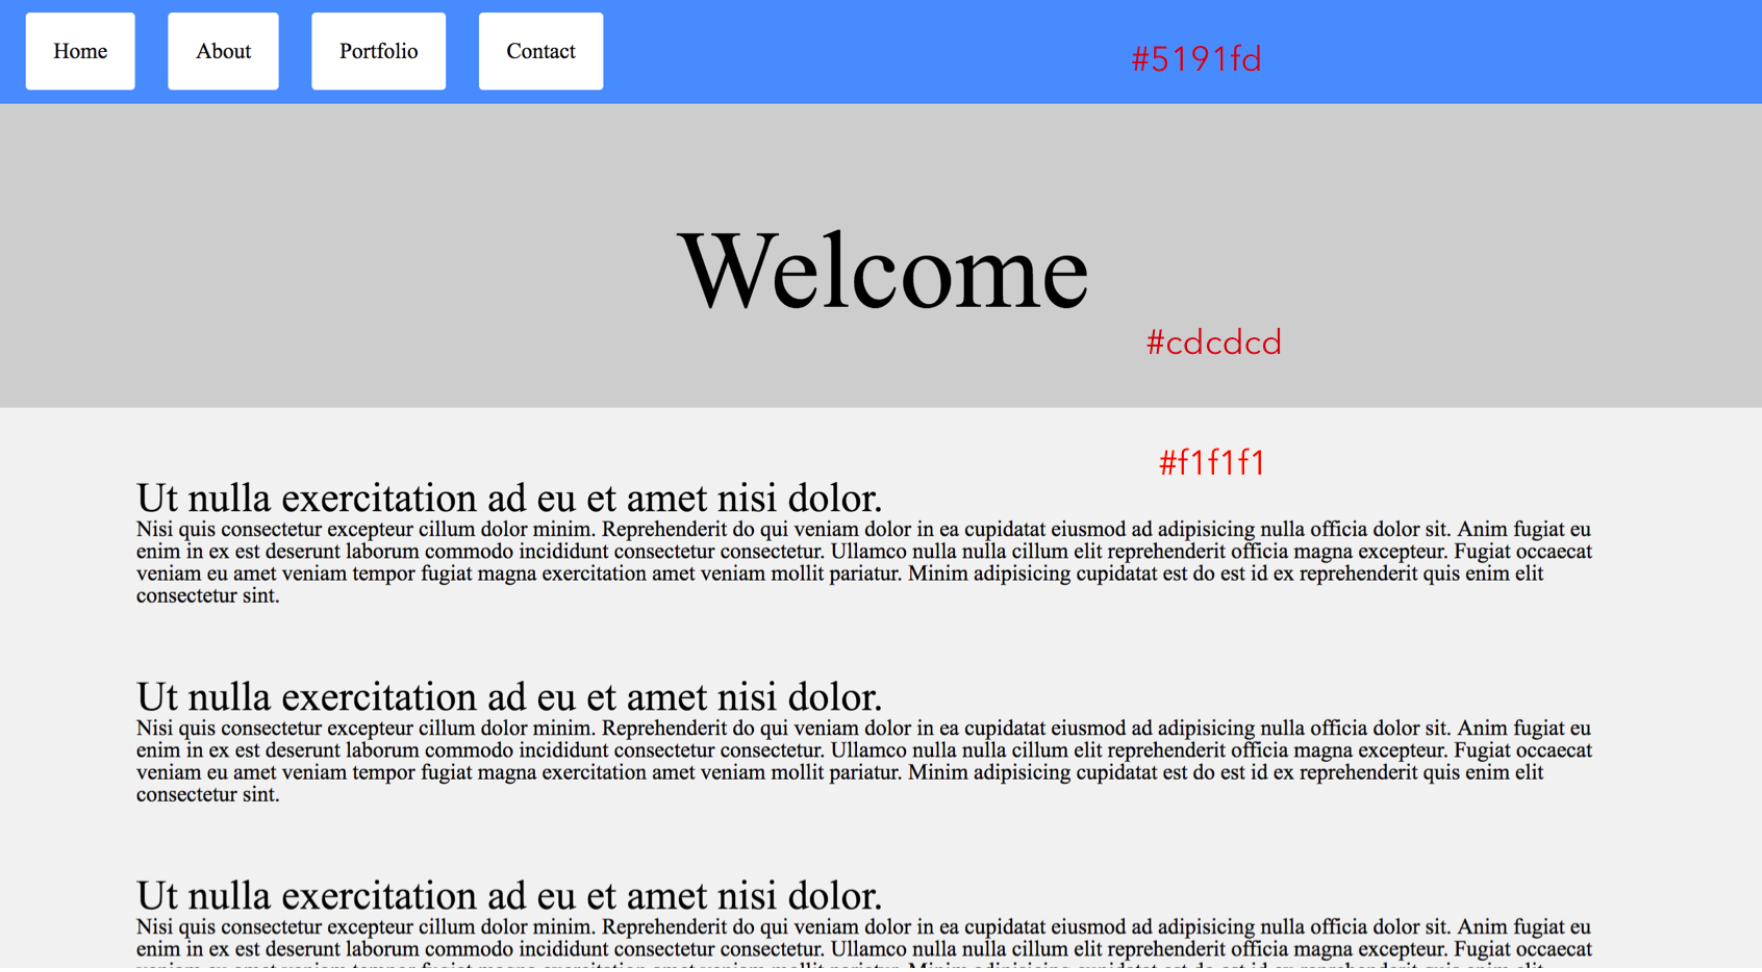 Home About Portfolio Contact #5191fd
Welcome
#cdcdcd
#f1f1f1
Ut nulla exercitation ad eu et amet nisi dolor.
Nisi quis consectetur excepteur cillum dolor minim. Reprehenderit do qui veniam dolor in ea cupidatat eiusmod ad adipisicing nulla officia dolor sit. Anim fugiat eu
enim in ex est deserunt laborum commodo incididunt consectetur consectetur. Ullamco nulla nulla cillum elit reprehenderit officia magna excepteur. Fugiat occaecat
veniam eu amet veniam tempor fugiat magna exercitation amet veniam mollit pariatur. Minim adipisicing cupidatat est do est id ex reprehenderit quis enim elit
consectetur sint.
Ut nulla exercitation ad eu et amet nisi dolor.
Nisi quis consectetur excepteur cillum dolor minim. Reprehenderit do qui veniam dolor in ea cupidatat eiusmod ad adipisicing nulla officia dolor sit. Anim fugiat eu
enim in ex est deserunt laborum commodo incididunt consectetur consectetur. Ullamco nulla nulla cillum elit reprehenderit officia magna excepteur. Fugiat occaecat
veniam eu amet veniam tempor fugiat magna exercitation amet veniam mollit pariatur. Minim adipisicing cupidatat est do est id ex reprehenderit quis enim elit
consectetur sint.
Ut nulla exercitation ad eu et amet nisi dolor.
Nisi quis consectetur excepteur cillum dolor minim. Reprehenderit do qui veniam dolor in ea cupidatat eiusmod ad adipisicing nulla officia dolor sit. Anim fugiat eu
enim in ex est deserunt laborum commodo incididunt consectetur consectetur. Ullamco nulla nulla cillum elit reprehenderit officia magna excepteur. Fugiat occaecat